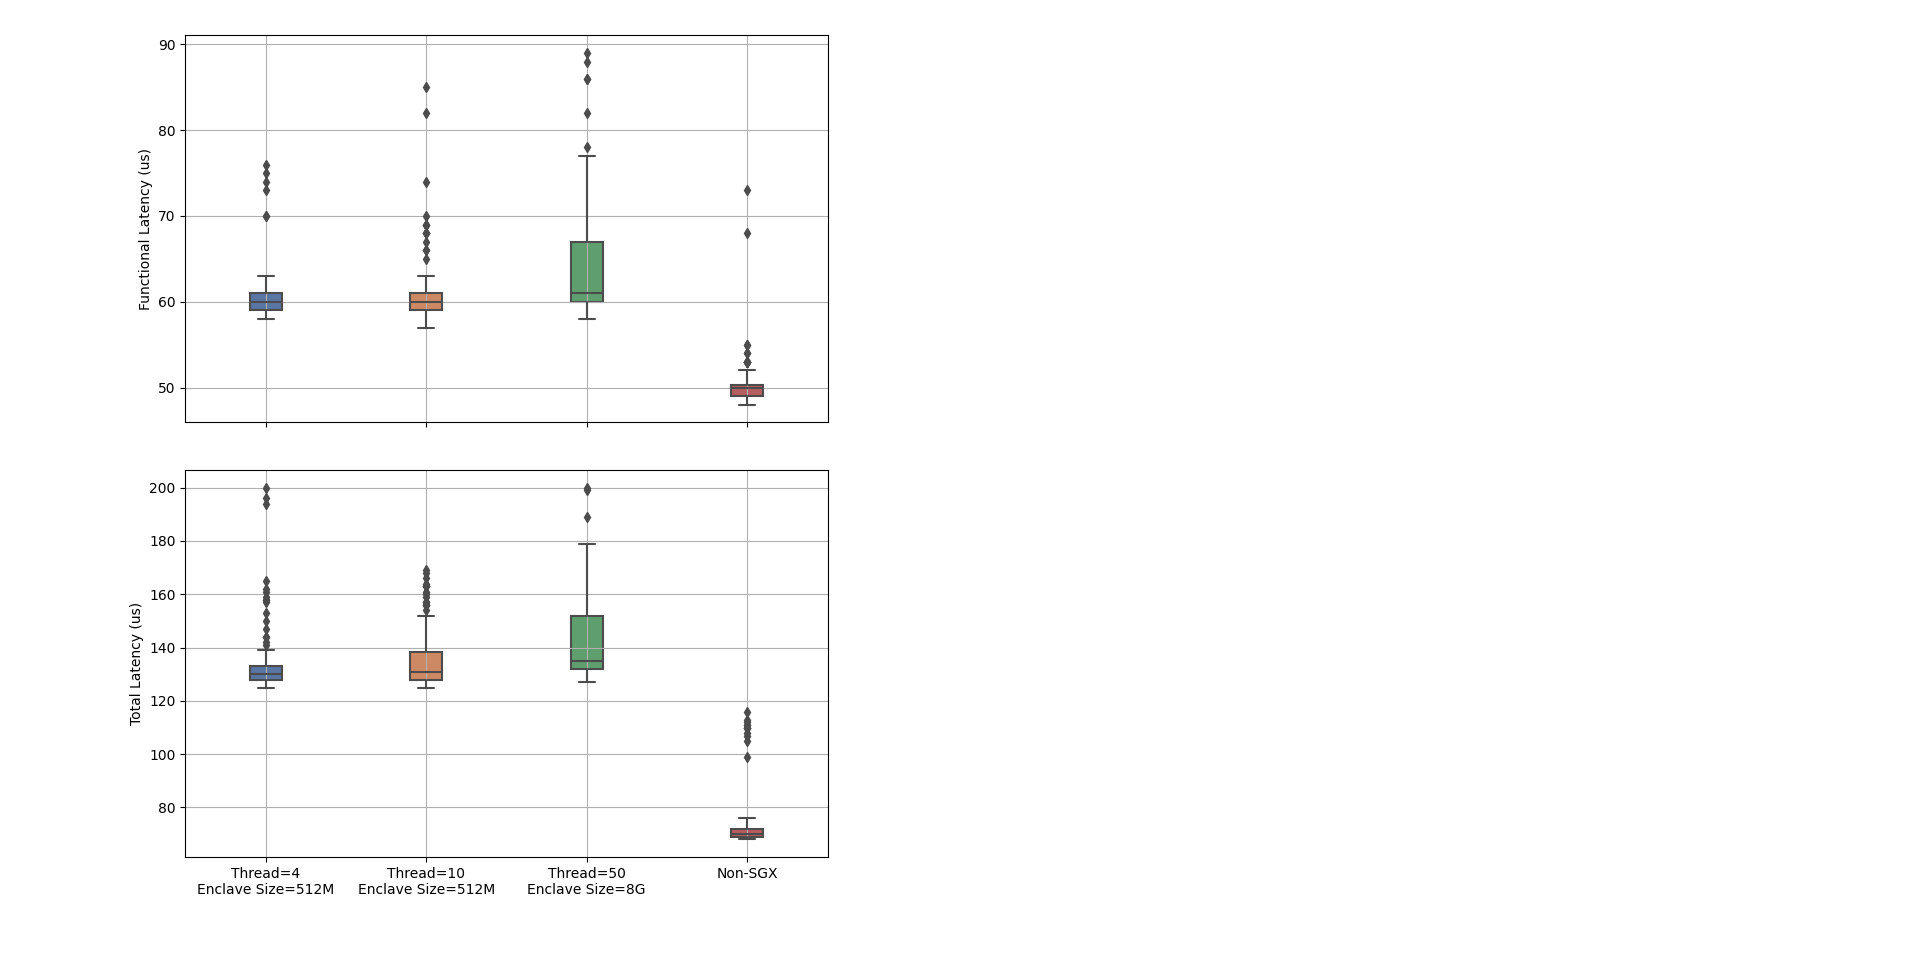 90
80
70
60
50
Functional Latency (us)
200
180
160
140
120
100
80
Total Latency (us)
Thread=4
Enclave Size=512M
Thread=10
Enclave Size=512M
Thread=50
Enclave Size=8G
Non-SGX